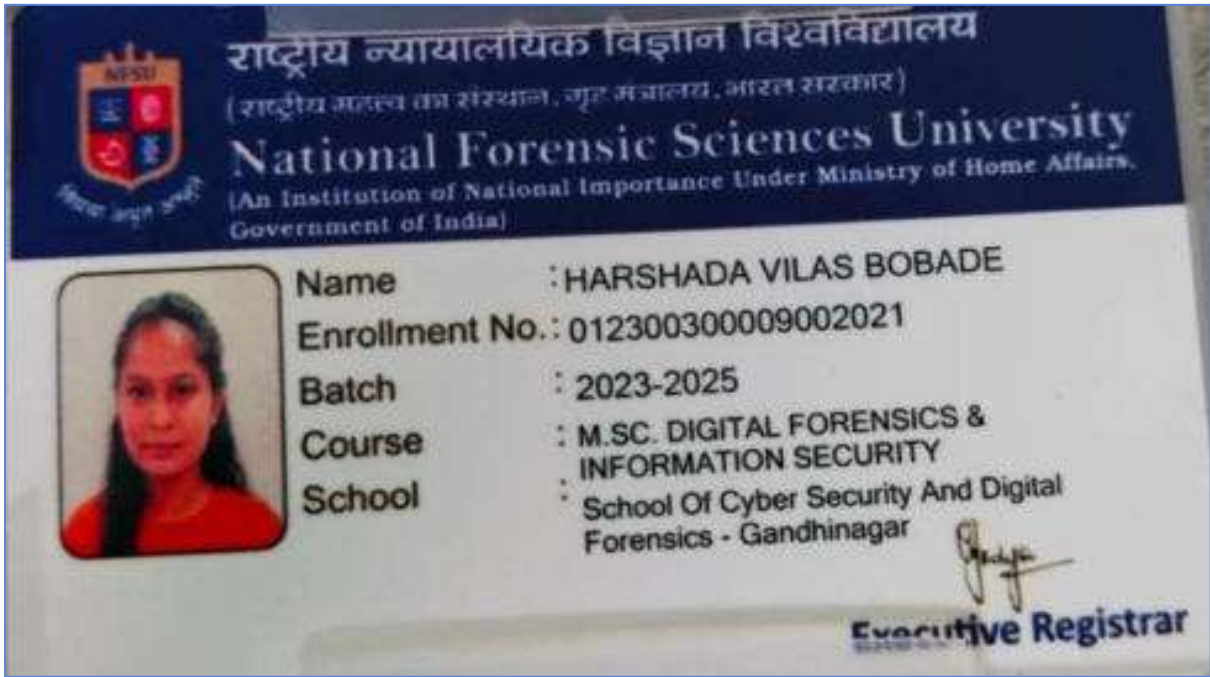 NFSU
राष्ट्रीय न्यायालयिक विज्ञान विश्वविद्यालय
(राष्ट्रीय महत्त्व का संस्थान, गृह मंत्रालय, भारत सरकार)
National Forensic Sciences University
(An Institution of National Importance Under Ministry of Home Affairs,
Government of India)
Name : HARSHADA VILAS BOBADE
Enrollment No. : 012300300009002021
Batch : 2023-2025
Course : M.SC. DIGITAL FORENSICS &
INFORMATION SECURITY
School : School Of Cyber Security And Digital
Forensics - Gandhinagar
Executive Registrar